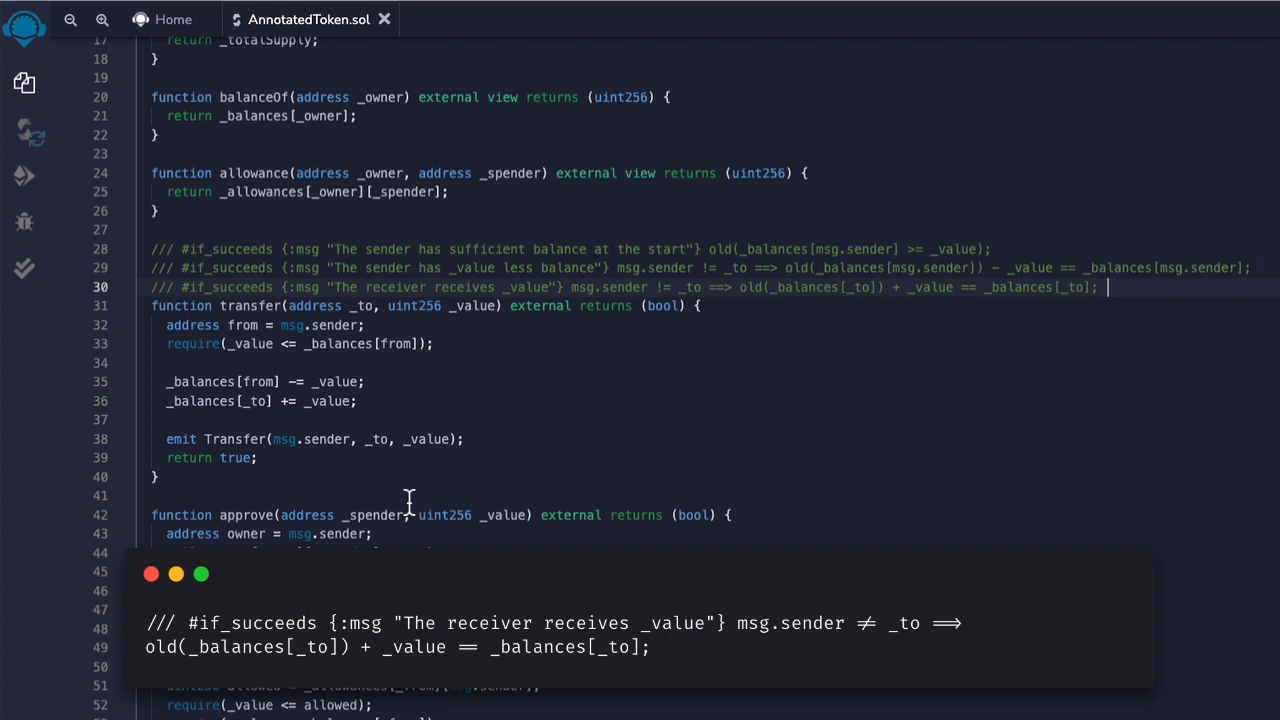 Home
AnnotatedToken.sol
17 return _totalSupply;
18 }
19
20 function balanceOf(address _owner) external view returns (uint256) {
21 return _balances[_owner];
22 }
23
24 function allowance(address _owner, address _spender) external view returns (uint256) {
25 return _allowances[_owner][_spender];
26 }
27
28 /// #if_succeeds {:msg "The sender has sufficient balance at the start"} old(_balances[msg.sender] >= _value);
29 /// #if_succeeds {:msg "The sender has _value less balance"} msg.sender != _to ==> old(_balances[msg.sender]) - _value == _balances[msg.sender];
30 /// #if_succeeds {:msg "The receiver receives _value"} msg.sender != _to ==> old(_balances[_to]) + _value == _balances[_to];
31 function transfer(address _to, uint256 _value) external returns (bool) {
32 address from = msg.sender;
33 require(_value <= _balances[from]);
34
35 _balances[from] -= _value;
36 _balances[_to] += _value;
37
38 emit Transfer(msg.sender, _to, _value);
39 return true;
40 }
41
42 function approve(address _spender, uint256 _value) external returns (bool) {
43 address owner = msg.sender;
44
45
46
47
48
49
50
51 uint256 allowed = _allowances[_from][msg.sender];
52 require(_value <= allowed);
/// #if_succeeds {:msg "The receiver receives _value"} msg.sender != _to ==>
old(_balances[_to]) + _value == _balances[_to];